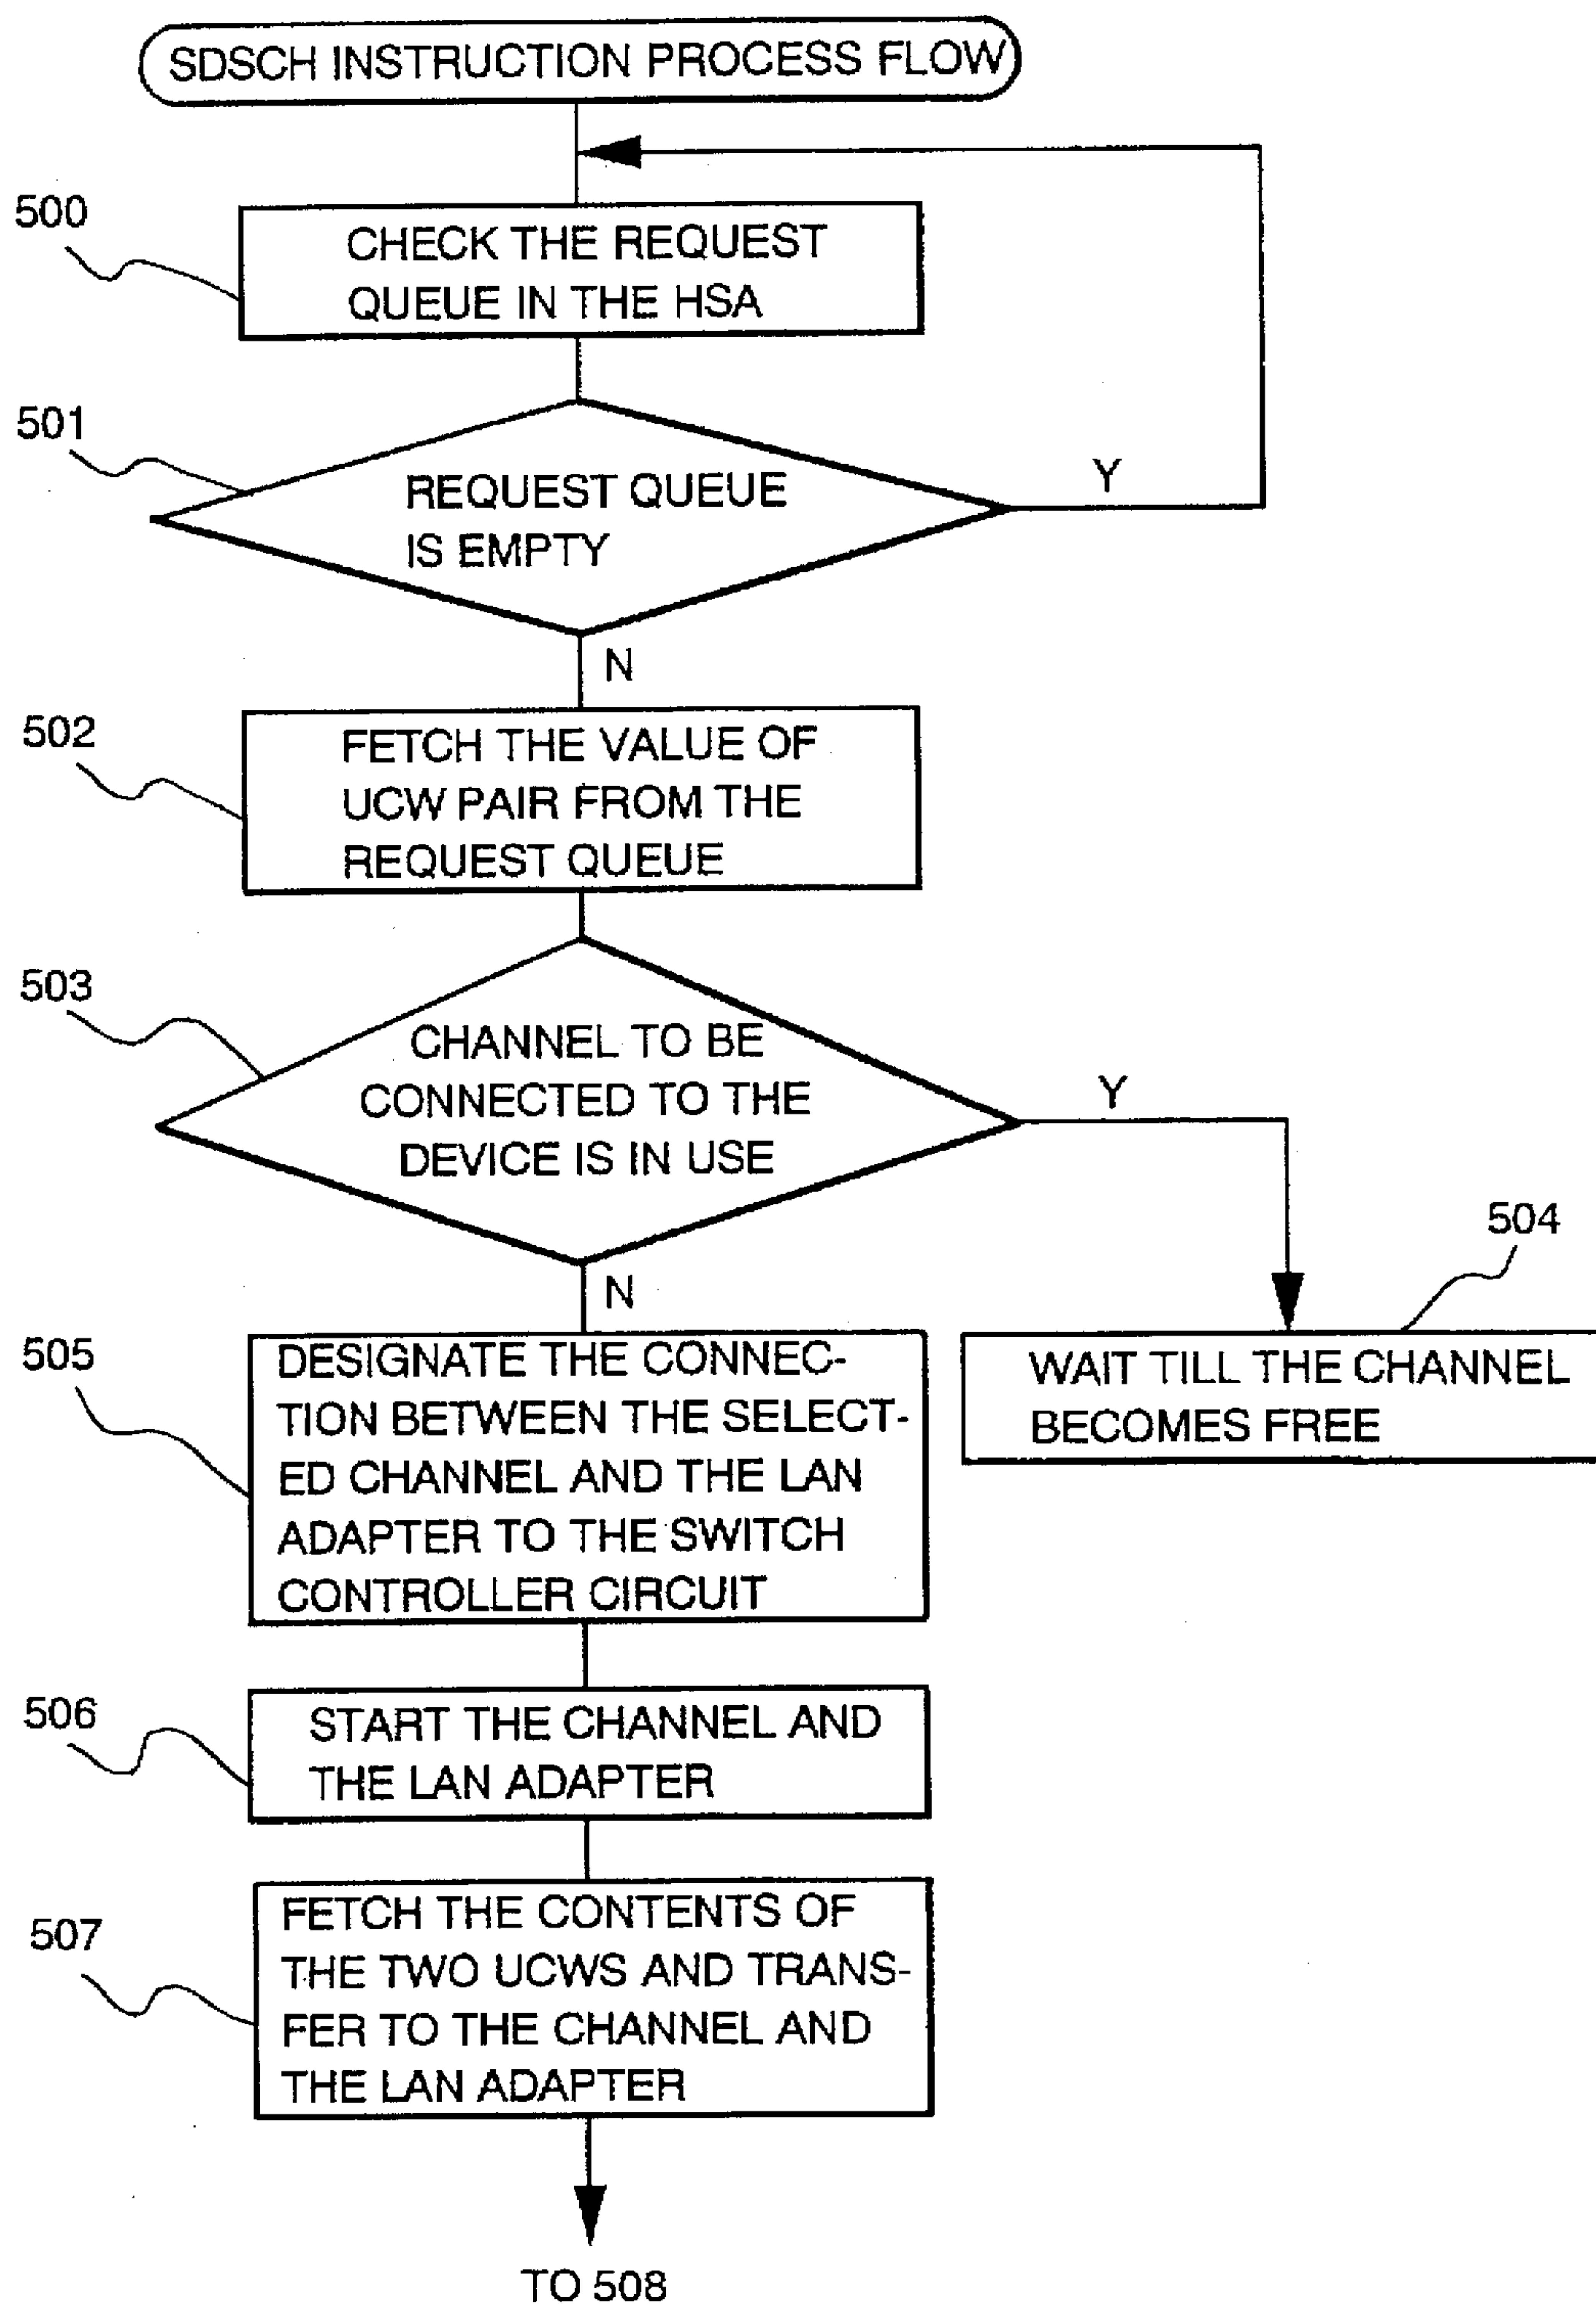 SDSCH INSTRUCTION PROCESS FLOW
500
CHECK THE REQUEST
QUEUE IN THE HSA
501
REQUEST QUEUE
IS EMPTY
Y
N
502
FETCH THE VALUE OF
UCW PAIR FROM THE
REQUEST QUEUE
503
CHANNEL TO BE
CONNECTED TO THE
DEVICE IS IN USE
Y
N
504
WAIT TILL THE CHANNEL
BECOMES FREE
505
DESIGNATE THE CONNEC-
TION BETWEEN THE SELECT-
ED CHANNEL AND THE LAN
ADAPTER TO THE SWITCH
CONTROLLER CIRCUIT
506
START THE CHANNEL AND
THE LAN ADAPTER
507
FETCH THE CONTENTS OF
THE TWO UCWS AND TRANS-
FER TO THE CHANNEL AND
THE LAN ADAPTER
TO 508